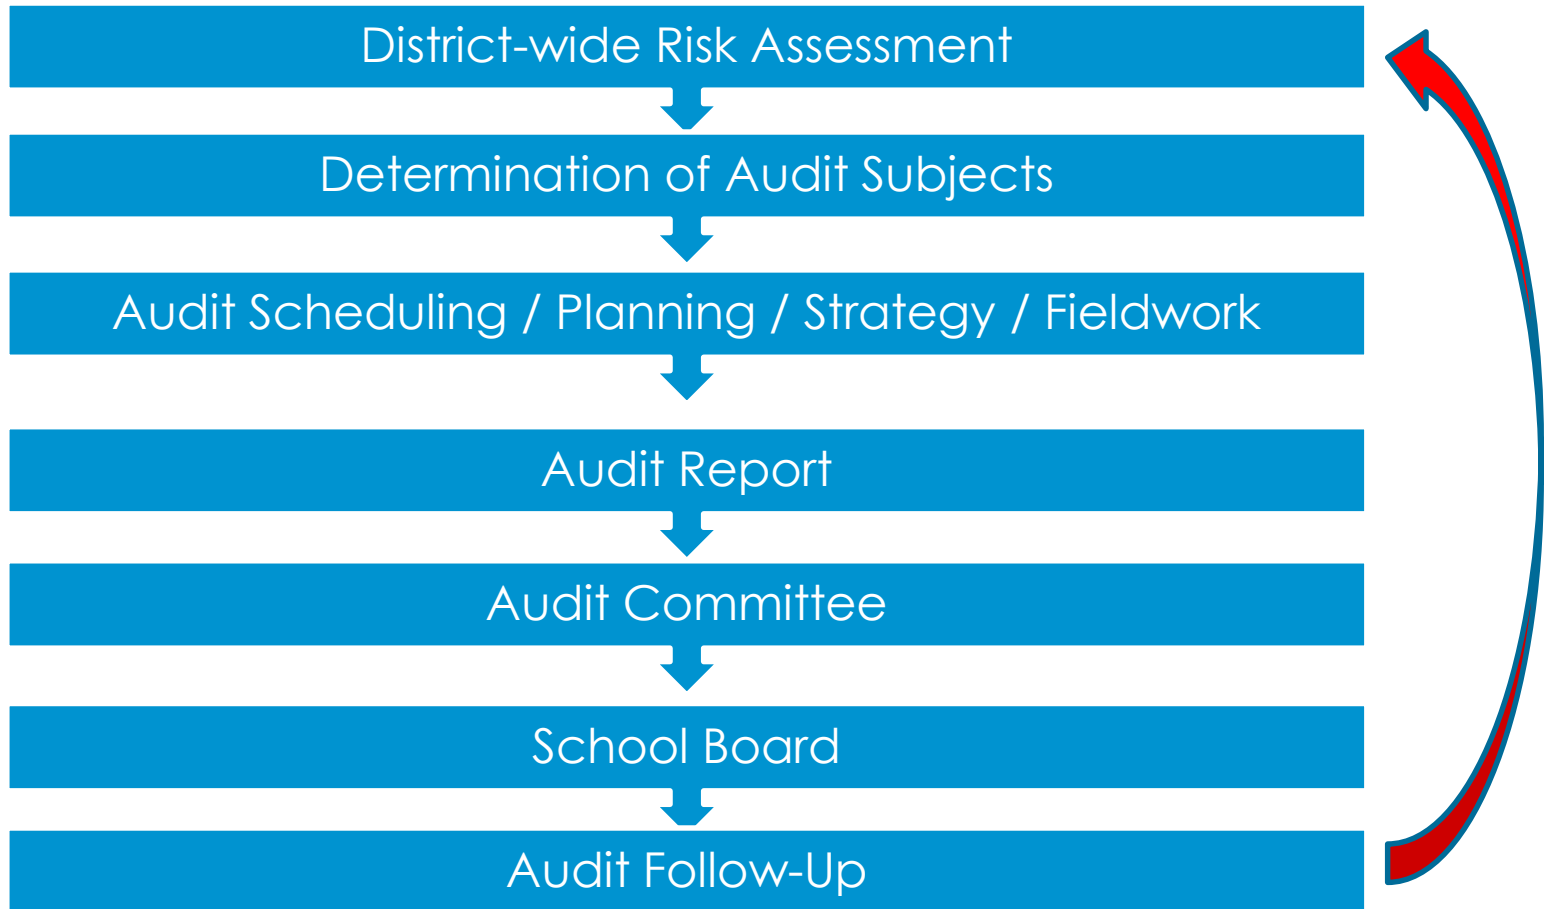 District-wide Risk Assessment
Determination of Audit Subjects
Audit Scheduling / Planning / Strategy / Fieldwork
Audit Report
Audit Committee
School Board
Audit Follow-Up